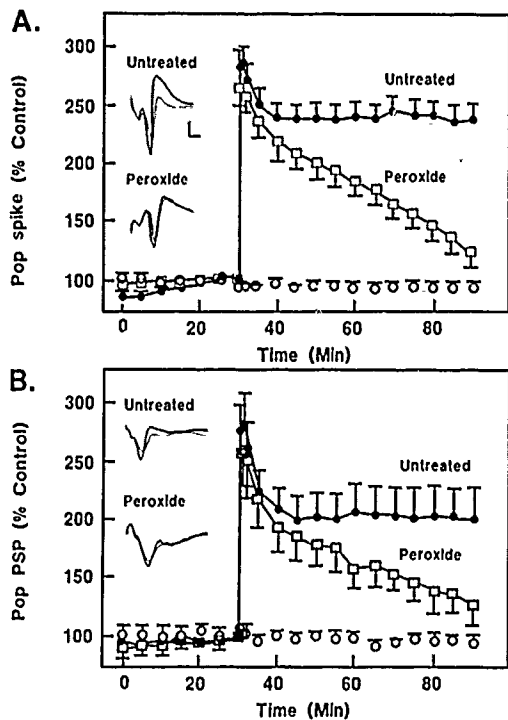 A.
Pop spike (% Control)
300
250
200
150
100
Untreated
Peroxide
Untreated
Peroxide
0
20
40
60
80
Time (Min)
B.
Pop PSP (% Control)
300
250
200
150
100
Untreated
Peroxide
Untreated
Peroxide
0
20
40
60
80
Time (Min)